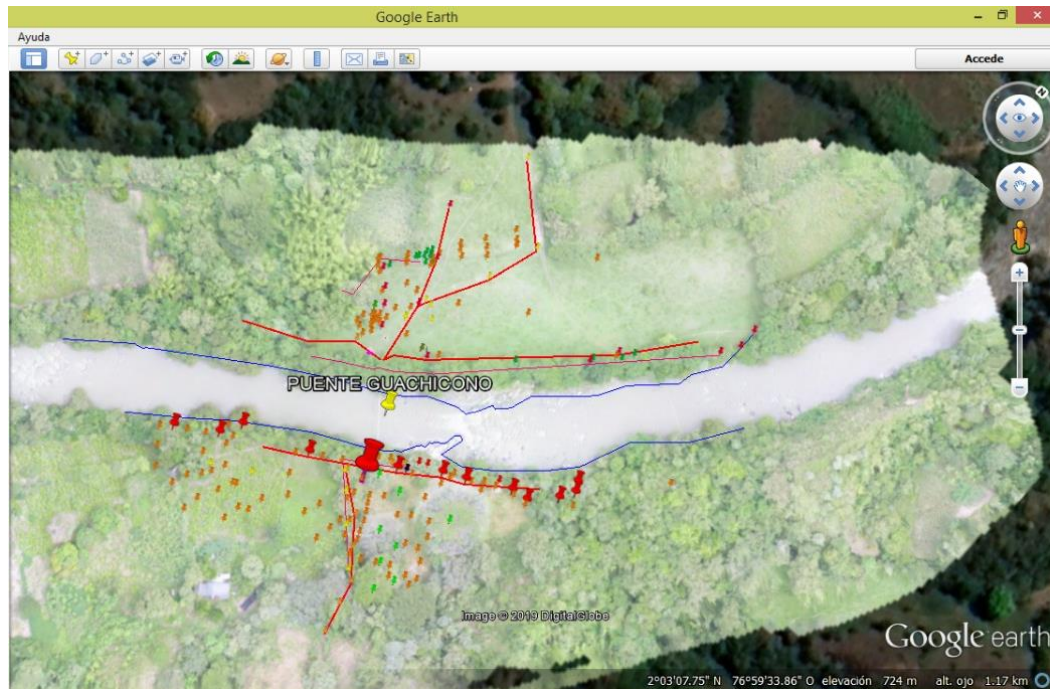 Google Earth
Ayuda
Accede
N
PUENTE GUACHICONO
Image © 2019 DigitalGlobe
Google earth
2°03'07.75" N 76°59'33.86" O elevación 724 m alt. ojo 1.17 km